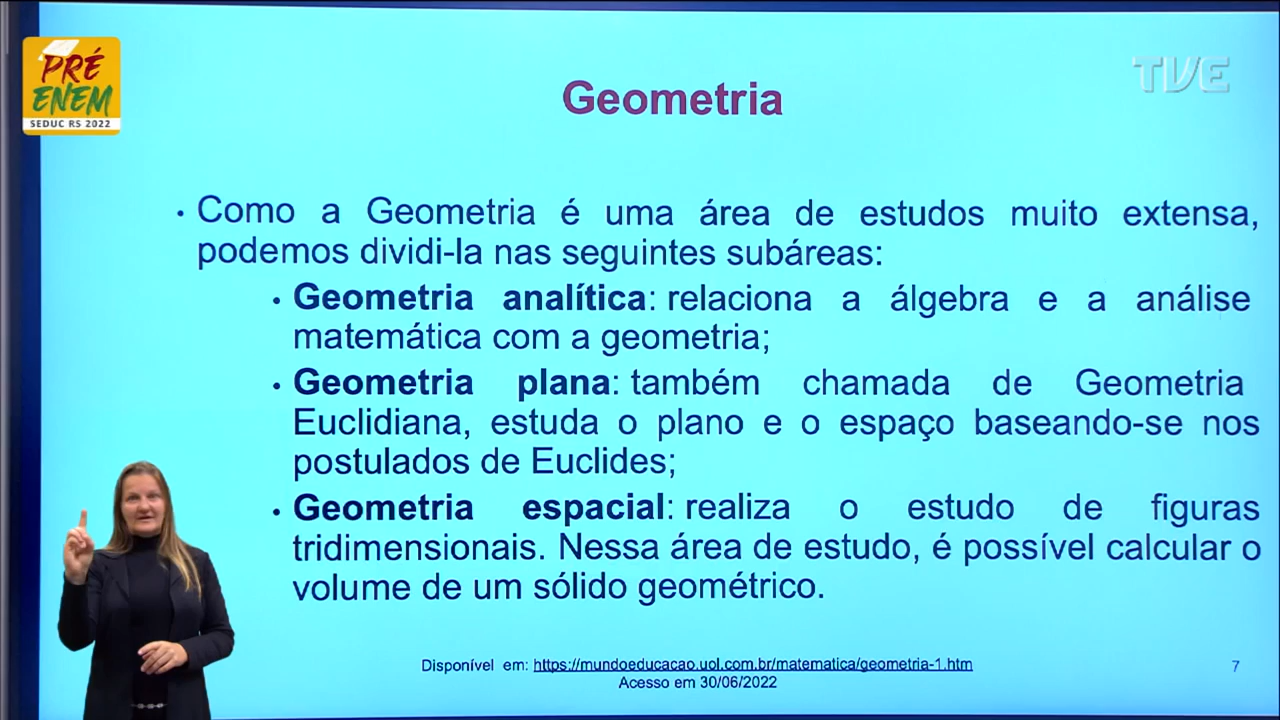 PRÉ
ENEM
SEDUC RS 2022
TVE
Geometria
• Como a Geometria é uma área de estudos muito extensa,
podemos dividi-la nas seguintes subáreas:
• Geometria analítica: relaciona a álgebra e a análise
matemática com a geometria;
• Geometria plana: também chamada de Geometria
Euclidiana, estuda o plano e o espaço baseando-se nos
postulados de Euclides;
• Geometria espacial: realiza o estudo de figuras
tridimensionais. Nessa área de estudo, é possível calcular o
volume de um sólido geométrico.
Disponível em: https://mundoeducacao.uol.com.br/matematica/geometria-1.htm
Acesso em 30/06/2022
7